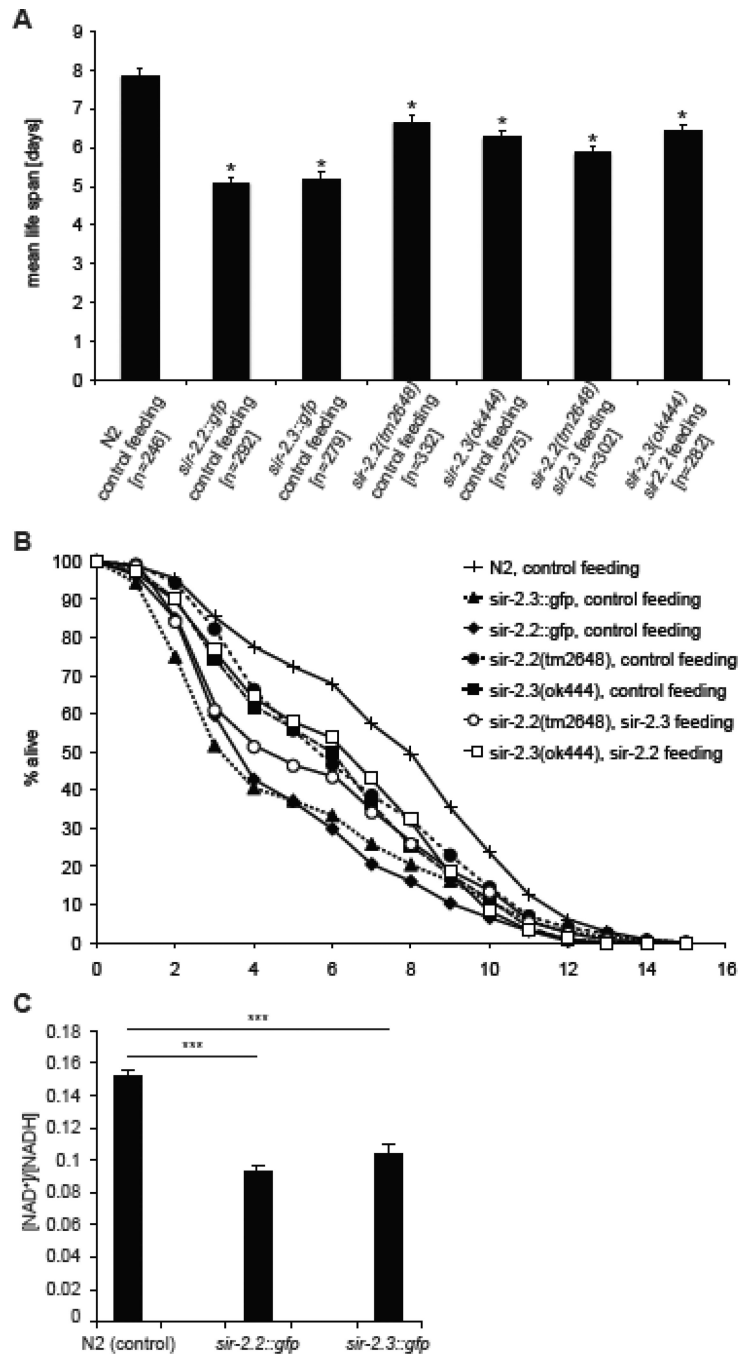 A
9
8
7
6
5
4
3
2
1
0
mean life span [days]
*
*
*
*
*
*
N2
control feeding
[n=246]
sir-2.2::gfp
control feeding
[n=292]
sir-2.3::gfp
control feeding
[n=279]
sir-2.2(tm2648)
control feeding
[n=332]
sir-2.3(ok444)
control feeding
[n=275]
sir-2.2(tm2648)
sir2.3 feeding
[n=302]
sir-2.3(ok444)
sir2.2 feeding
[n=282]
B
100
90
80
70
60
50
40
30
20
10
0
% alive
0 2 4 6 8 10 12 14 16
N2, control feeding
sir-2.3::gfp, control feeding
sir-2.2::gfp, control feeding
sir-2.2(tm2648), control feeding
sir-2.3(ok444), control feeding
sir-2.2(tm2648), sir-2.3 feeding
sir-2.3(ok444), sir-2.2 feeding
C
0.18
0.16
0.14
0.12
0.1
0.08
0.06
0.04
0.02
0
[NAD⁺]/[NADH]
***
***
N2 (control) sir-2.2::gfp sir-2.3::gfp